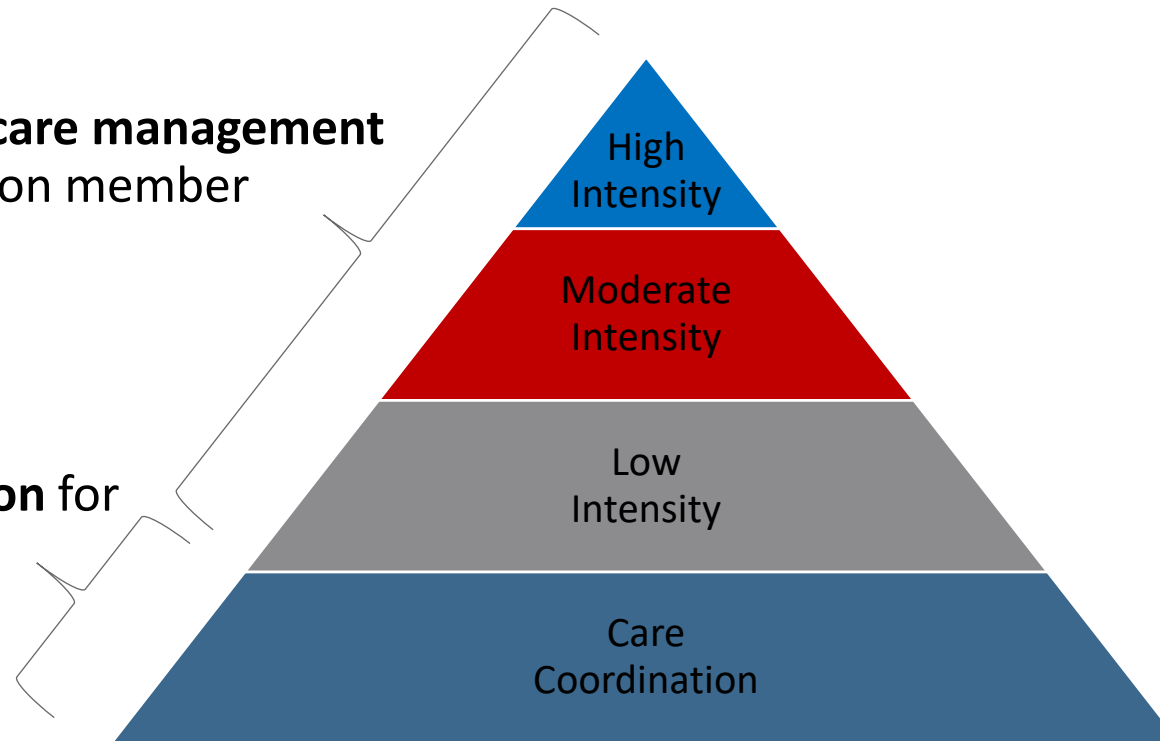 care management
on member
on for
High
Intensity
Moderate
Intensity
Low
Intensity
Care
Coordination